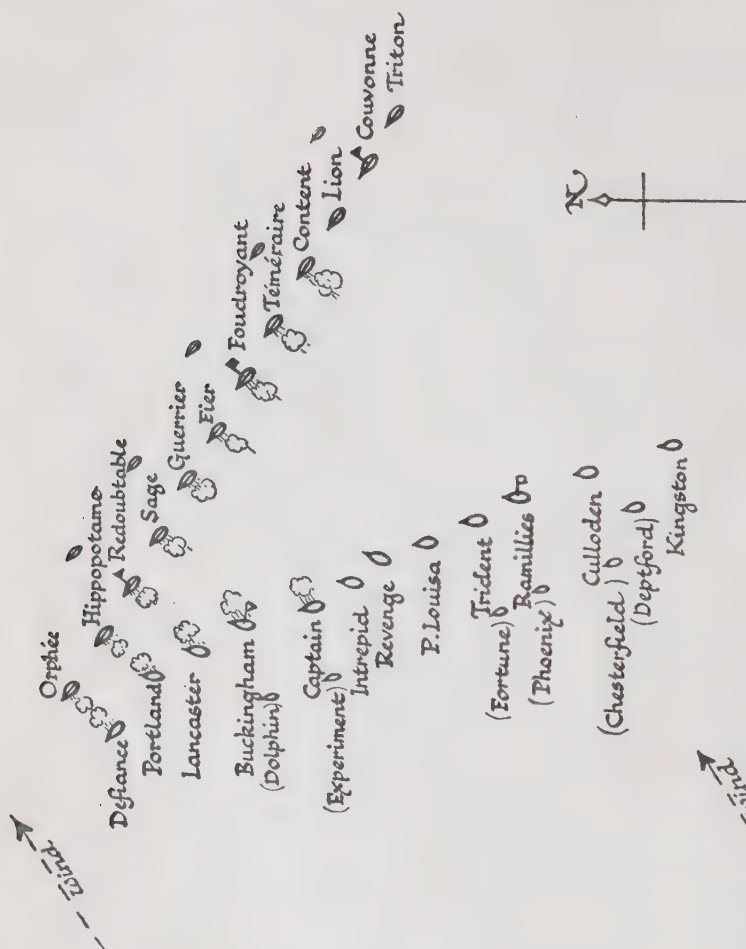 Orphée
Hippopotame
Redoubtable
Sage
Guerrier
Fier
Foudroyant
Téméraire
Content
Lion
Couronne
Triton
Defiance
Portland
Lancaster
Buckingham
(Dolphin)
Captain
(Experiment)
Intrepid
Revenge
P. Louisa
Trident
(Fortune)
Ramillies
(Phoenix)
Culloden
(Chesterfield)
(Deptford)
Kingston
N
Wind
Wind